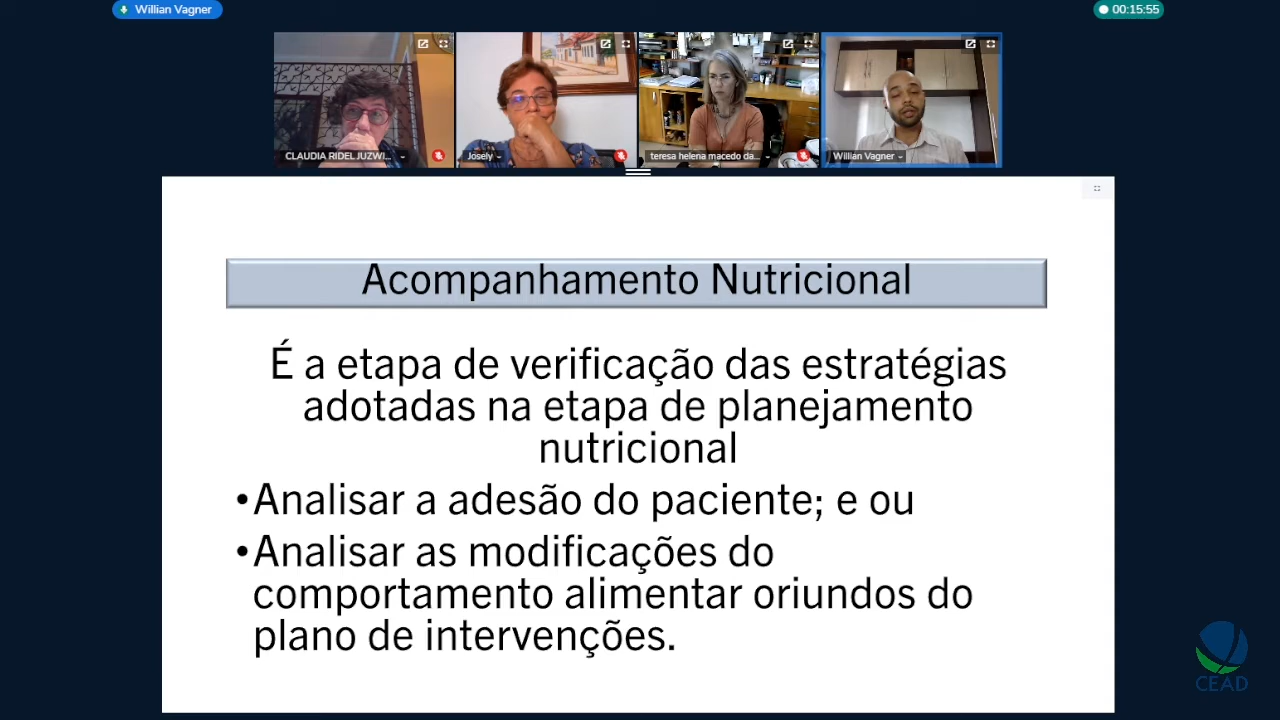 Willian Vagner
00:15:55
CLAUDIA RIDEL JUZWI...
Josely
teresa helena macedo da...
Willian Vagner
Acompanhamento Nutricional
É a etapa de verificação das estratégias
adotadas na etapa de planejamento
nutricional
•Analisar a adesão do paciente; e ou
•Analisar as modificações do
comportamento alimentar oriundos do
plano de intervenções.
CEAD